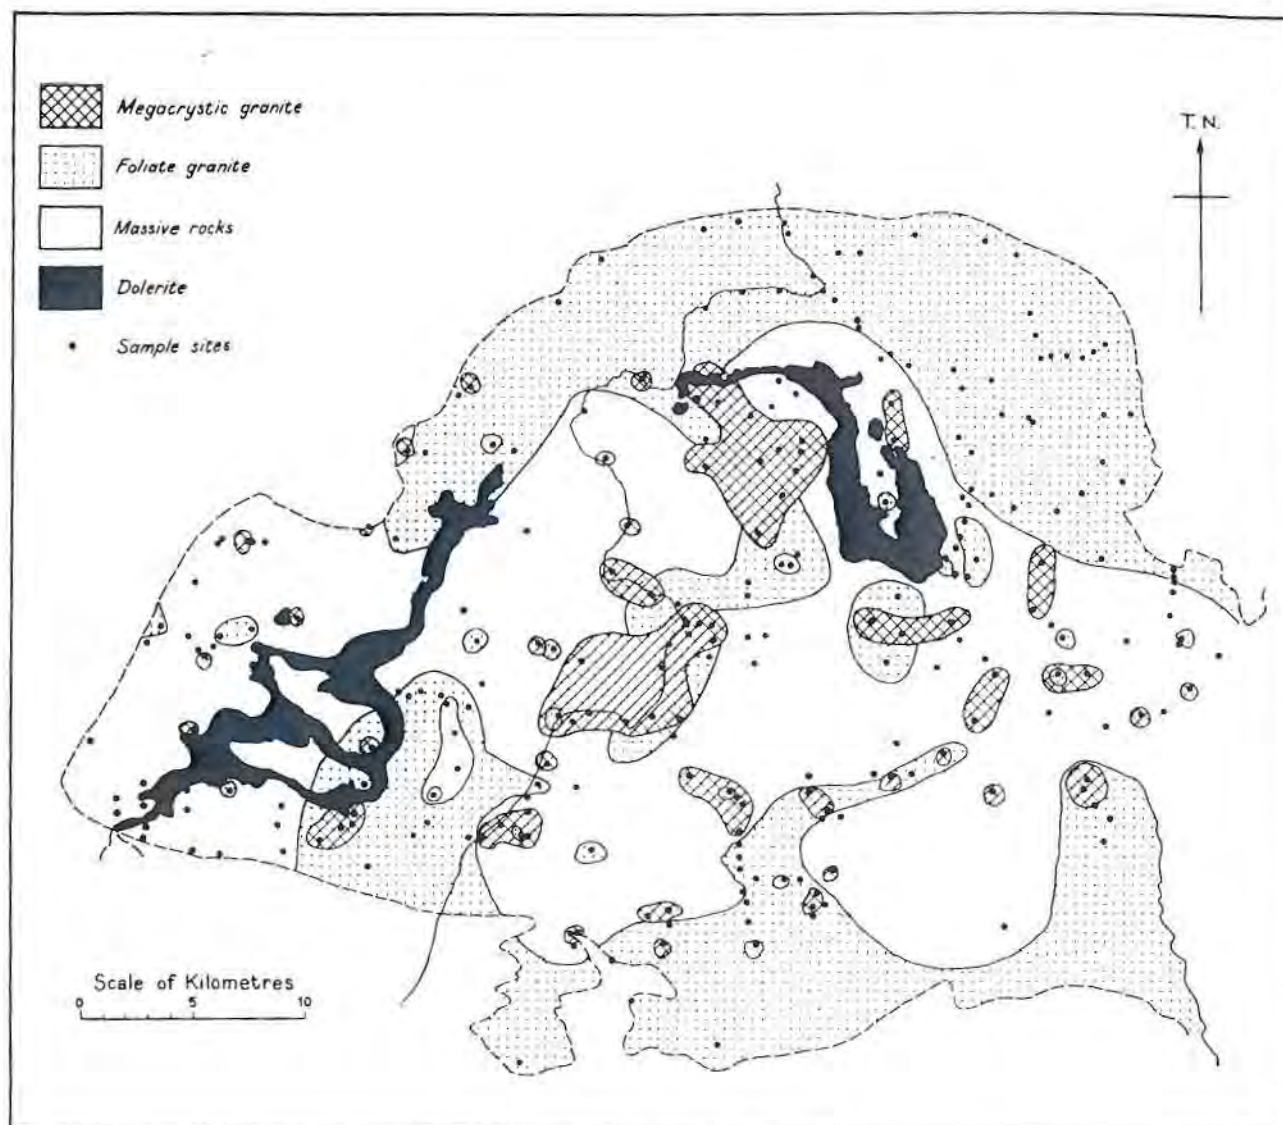 Megacrystic granite
Foliate granite
Massive rocks
Dolerite
Sample sites
T. N.
Scale of Kilometres
0 5 10